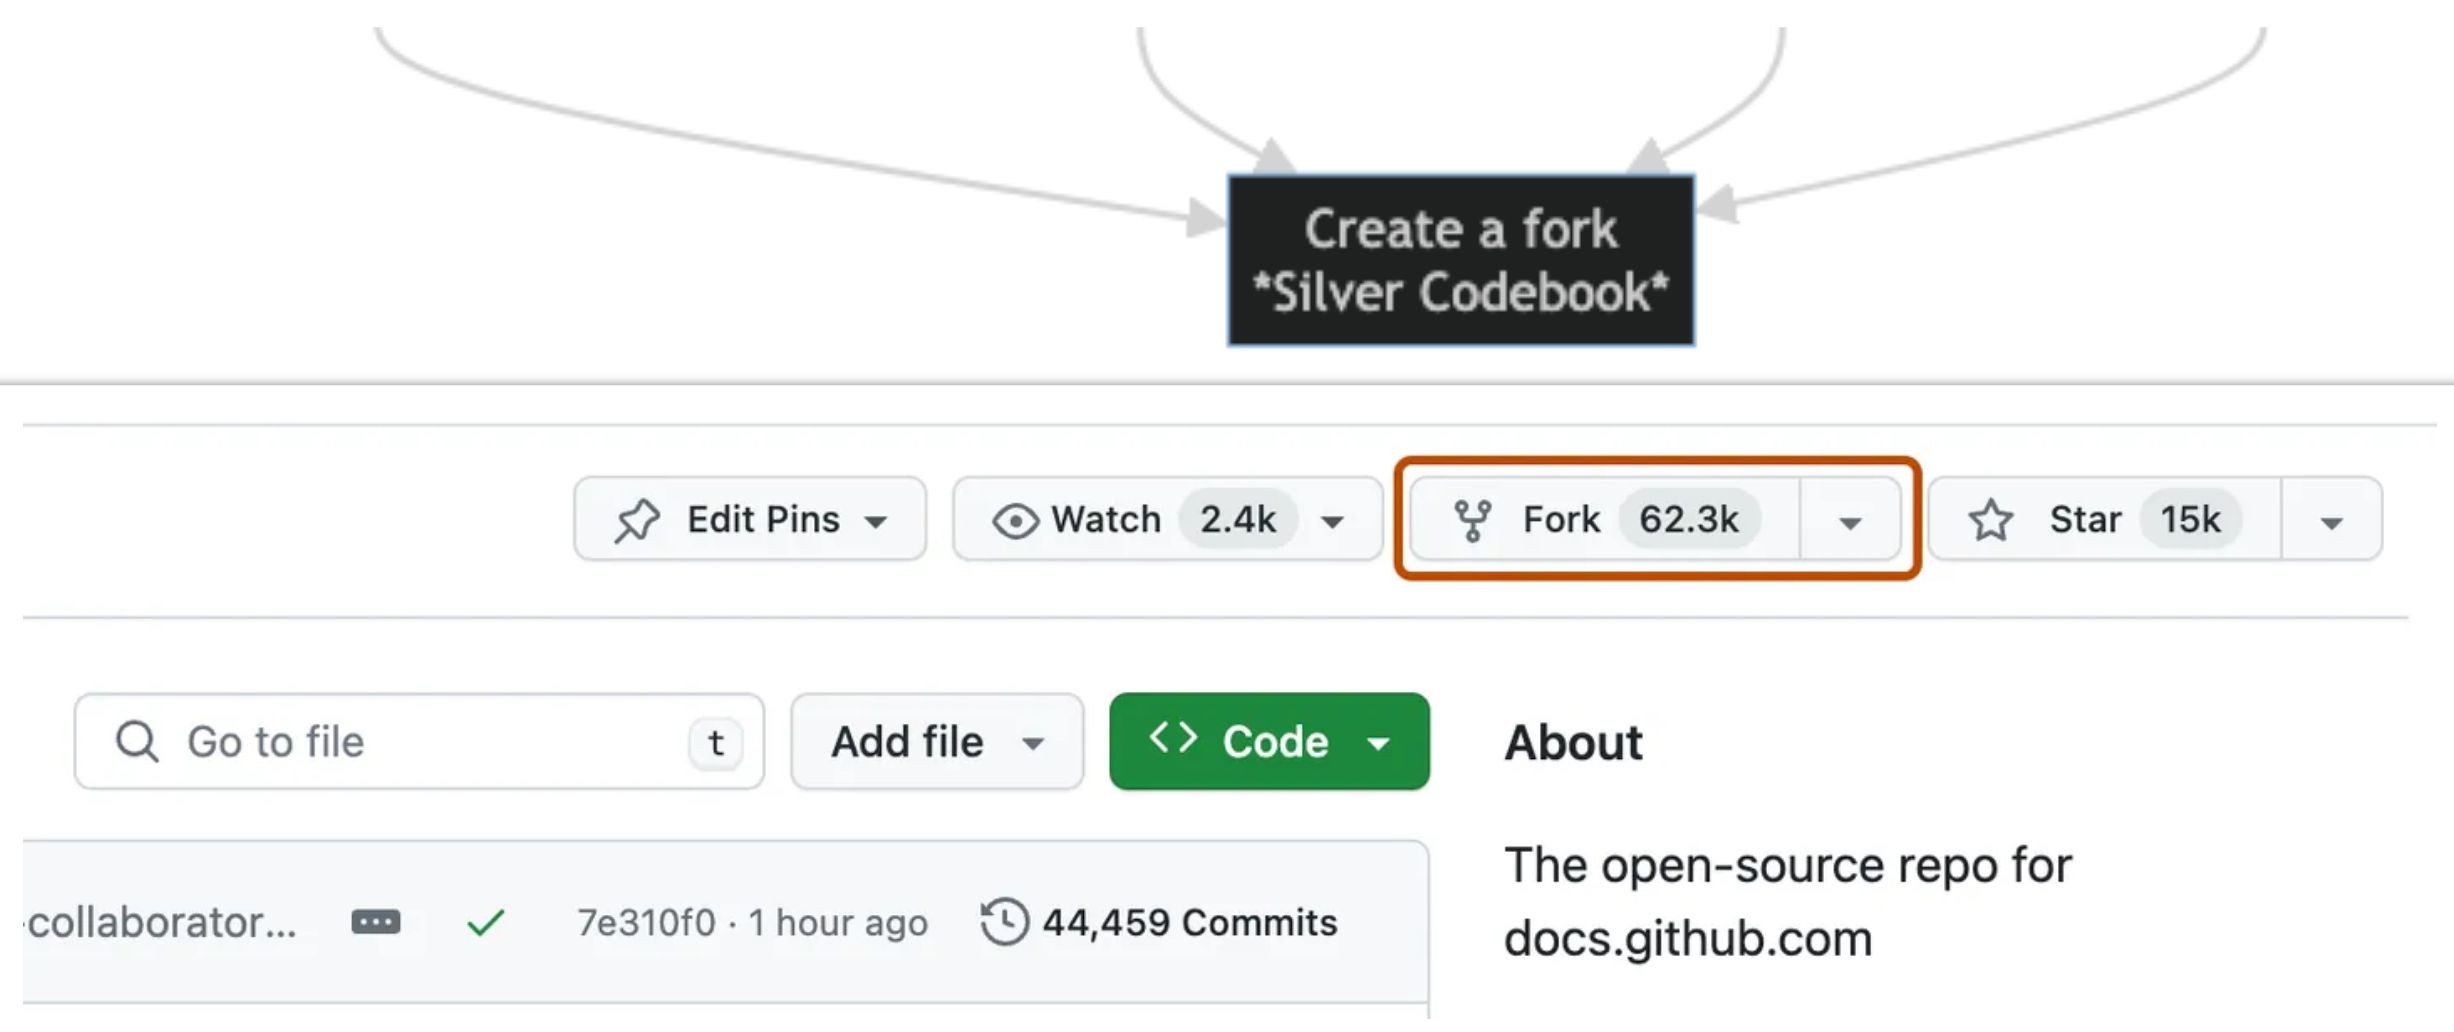 Create a fork
*Silver Codebook*
Edit Pins
Watch 2.4k
Fork 62.3k
Star 15k
Go to file t
Add file
<> Code
About
The open-source repo for
docs.github.com
-collaborator...
7e310f0 · 1 hour ago
44,459 Commits